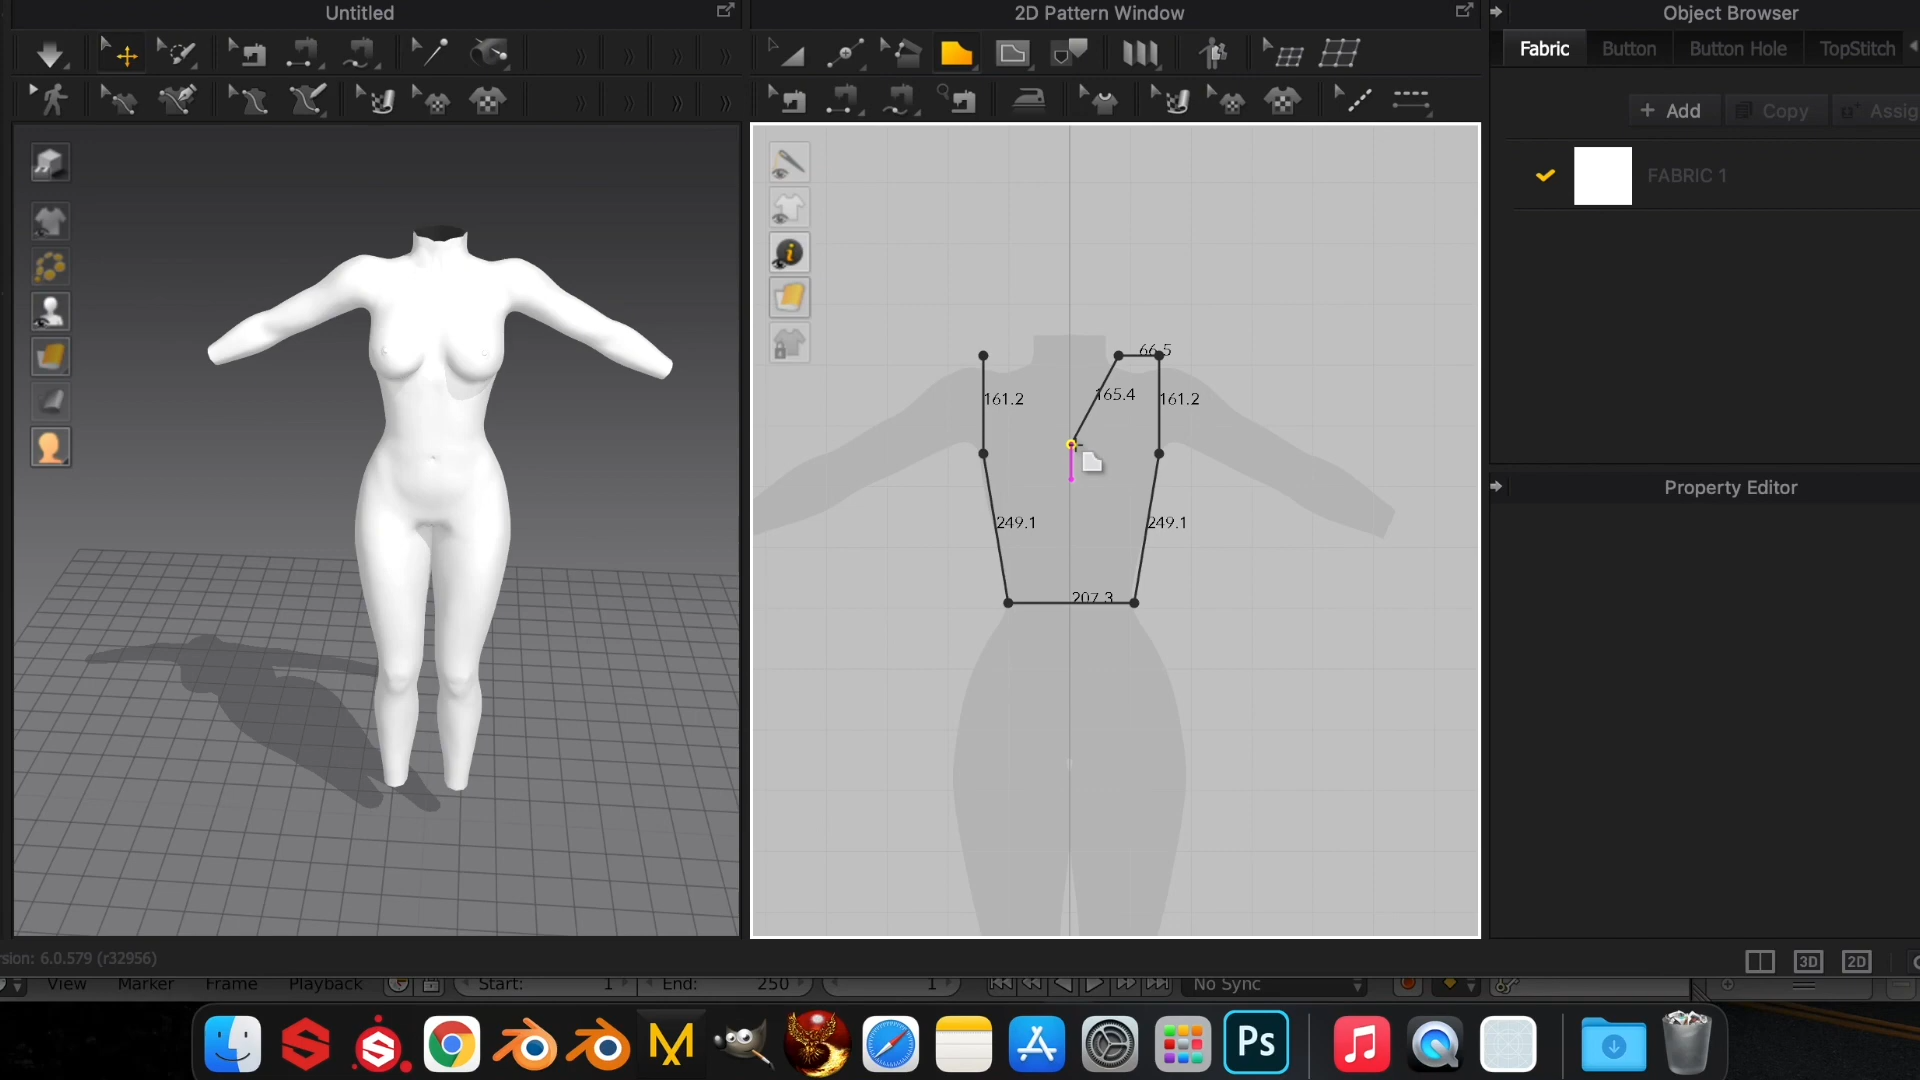 Untitled
2D Pattern Window
Object Browser
Fabric
Button
Button Hole
TopStitch
+ Add
Copy
Assig
FABRIC 1
66.5
161.2
165.4
161.2
249.1
249.1
207.3
Property Editor
rsion: 6.0.579 (r32956)
3D
2D
View
Marker
Frame
Playback
Start:
1
End:
250
1
No Sync
Ps